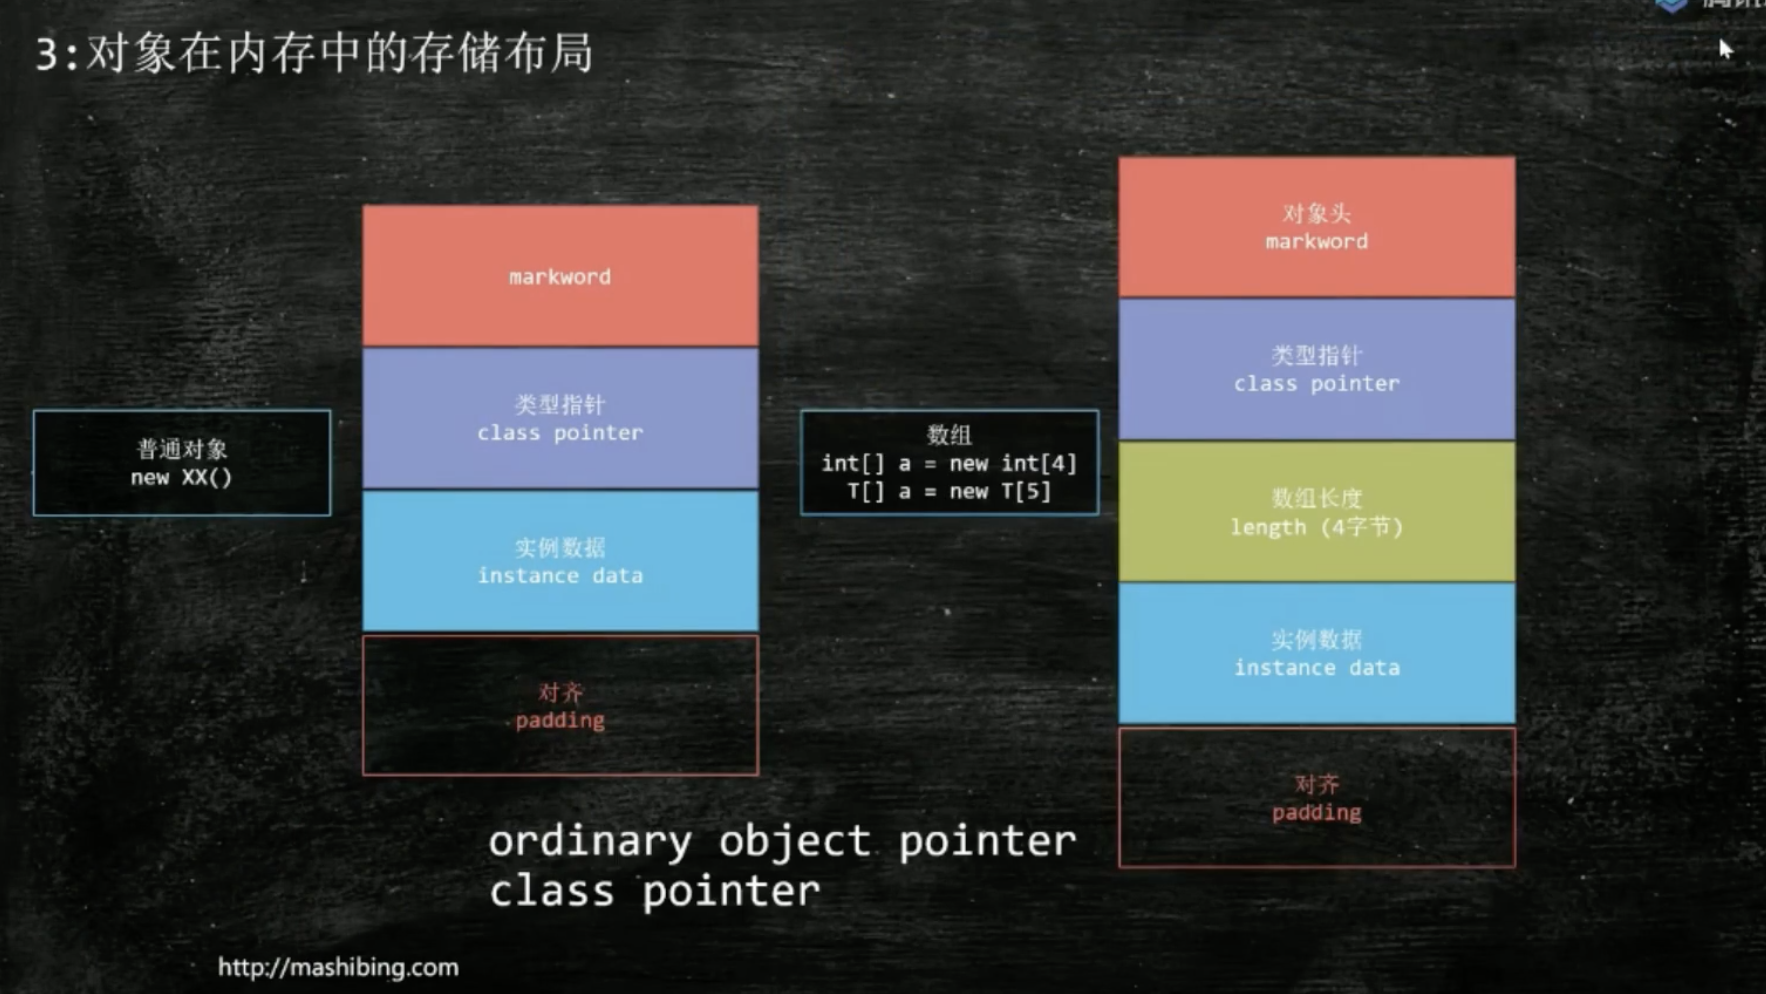 3:对象在内存中的存储布局
普通对象
new XX()
markword
类型指针
class pointer
实例数据
instance data
对齐
padding
数组
int[] a = new int[4]
T[] a = new T[5]
对象头
markword
类型指针
class pointer
数组长度
length (4字节)
实例数据
instance data
对齐
padding
ordinary object pointer
class pointer
http://mashibing.com